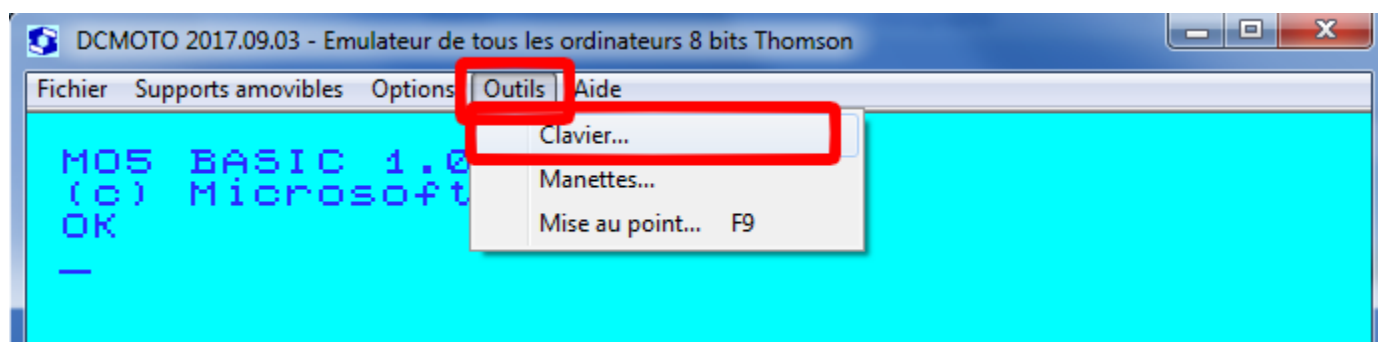 DCMOTO 2017.09.03 - Emulateur de tous les ordinateurs 8 bits Thomson
Fichier Supports amovibles Options Outils Aide
Clavier...
Manettes...
Mise au point... F9
MO5 BASIC 1.0
(c) Microsoft
OK